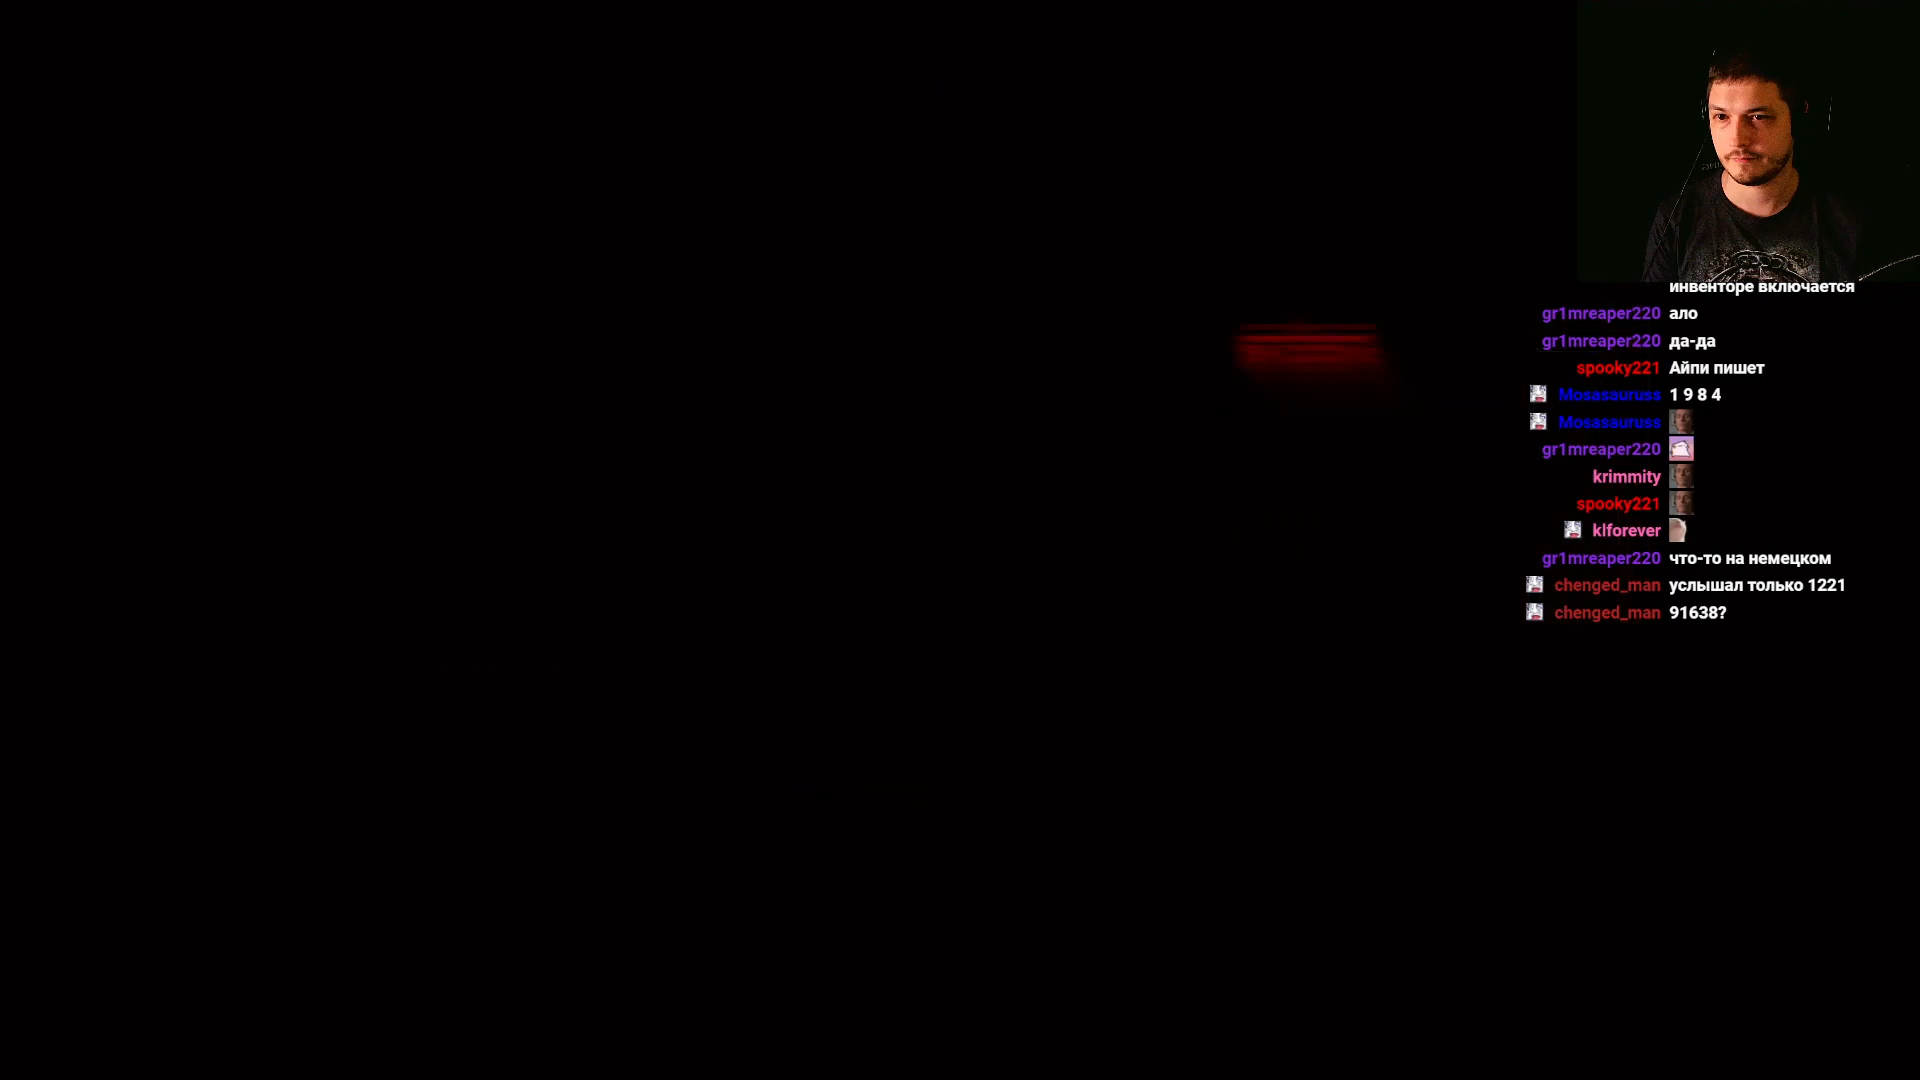 инвенторе включается
gr1mreaper220 ало
gr1mreaper220 да-да
spooky221 Айпи пишет
Mosasauruss 1 9 8 4
Mosasauruss
gr1mreaper220
krimmity
spooky221
klforever
gr1mreaper220 что-то на немецком
chenged_man услышал только 1221
chenged_man 91638?